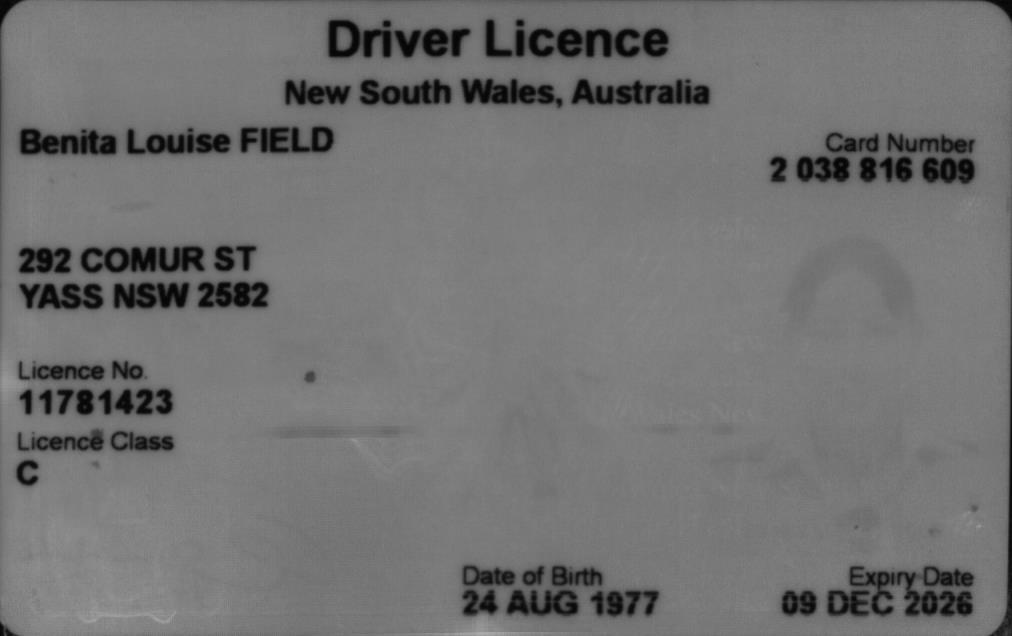 Driver Licence
New South Wales, Australia
Benita Louise FIELD
Card Number
2 038 816 609
292 COMUR ST
YASS NSW 2582
Licence No.
11781423
Licence Class
C
Date of Birth
24 AUG 1977
Expiry Date
09 DEC 2026